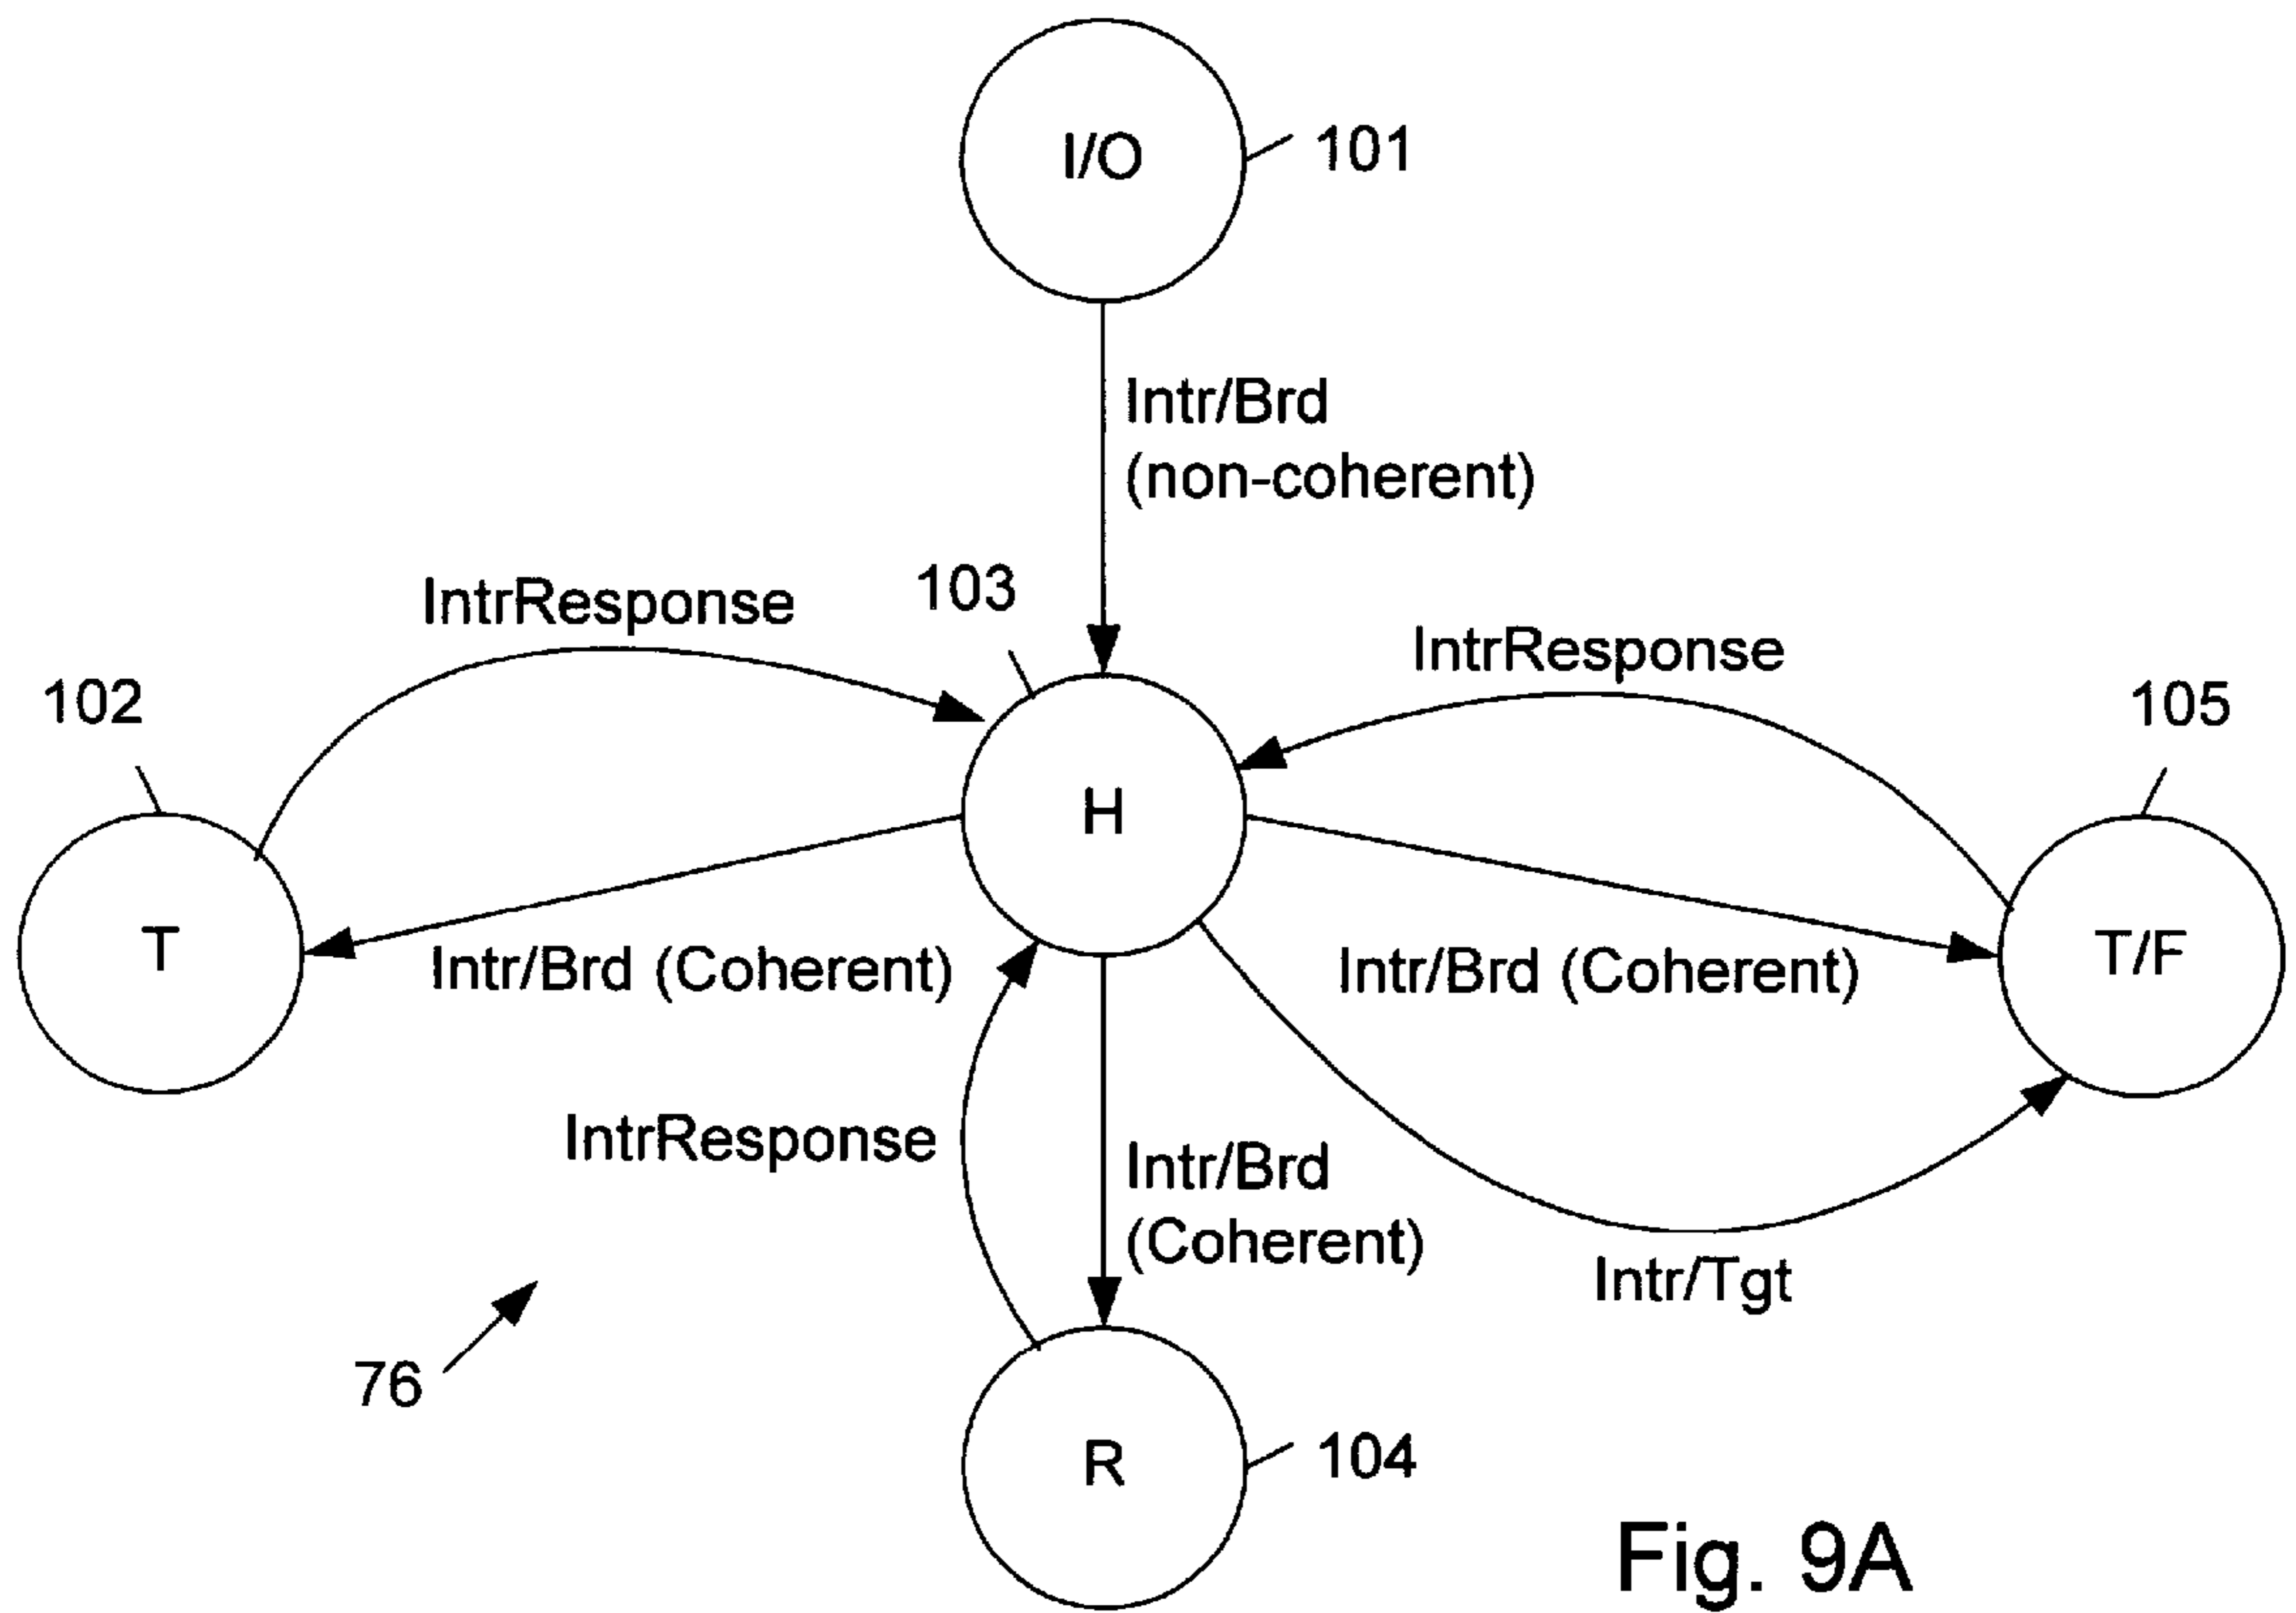 I/O
101
Intr/Brd
(non-coherent)
103
IntrResponse
IntrResponse
102
105
H
T
T/F
Intr/Brd (Coherent)
Intr/Brd (Coherent)
IntrResponse
Intr/Brd
(Coherent)
Intr/Tgt
76
R
104
Fig. 9A